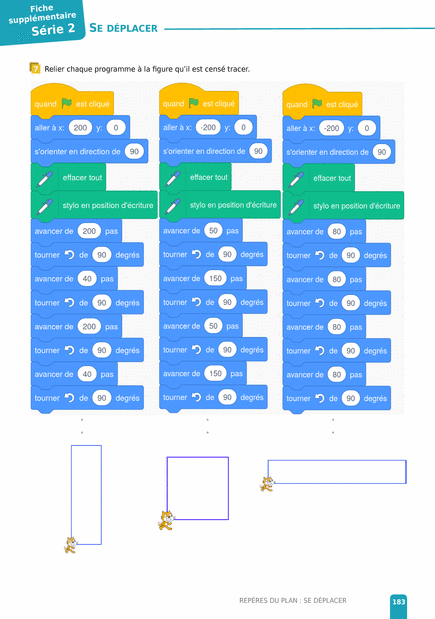 Fiche
supplémentaire
Série 2
SE DÉPLACER
7 Relier chaque programme à la figure qu'il est censé tracer.
quand est cliqué
aller à x: 200 y: 0
s'orienter en direction de 90
effacer tout
stylo en position d'écriture
avancer de 200 pas
tourner de 90 degrés
avancer de 40 pas
tourner de 90 degrés
avancer de 200 pas
tourner de 90 degrés
avancer de 40 pas
tourner de 90 degrés
quand est cliqué
aller à x: -200 y: 0
s'orienter en direction de 90
effacer tout
stylo en position d'écriture
avancer de 50 pas
tourner de 90 degrés
avancer de 150 pas
tourner de 90 degrés
avancer de 50 pas
tourner de 90 degrés
avancer de 150 pas
tourner de 90 degrés
quand est cliqué
aller à x: -200 y: 0
s'orienter en direction de 90
effacer tout
stylo en position d'écriture
avancer de 80 pas
tourner de 90 degrés
avancer de 80 pas
tourner de 90 degrés
avancer de 80 pas
tourner de 90 degrés
avancer de 80 pas
tourner de 90 degrés
REPÉRES DU PLAN : SE DÉPLACER
183